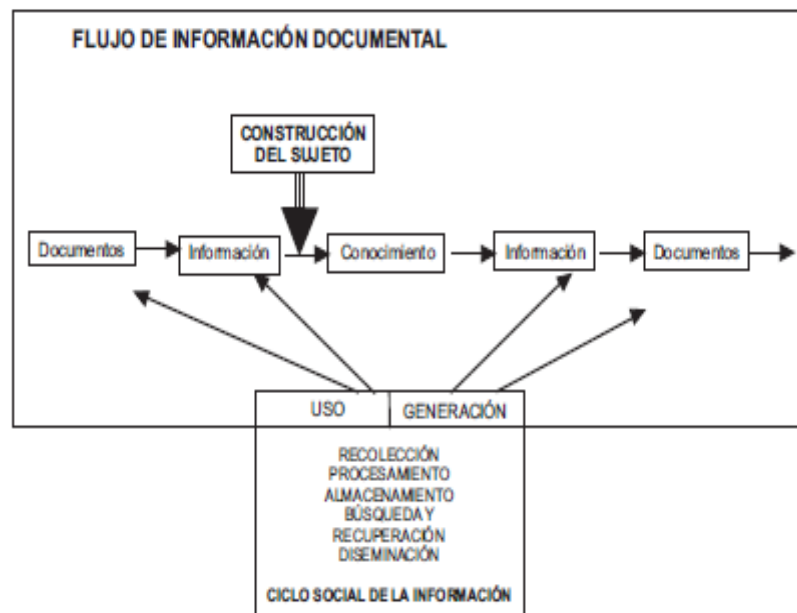 FLUJO DE INFORMACIÓN DOCUMENTAL
CONSTRUCCIÓN
DEL SUJETO
Documentos
Información
Conocimiento
Información
Documentos
USO
GENERACIÓN
RECOLECCIÓN
PROCESAMIENTO
ALMACENAMIENTO
BÚSQUEDA Y
RECUPERACIÓN
DISEMINACIÓN
CICLO SOCIAL DE LA INFORMACIÓN